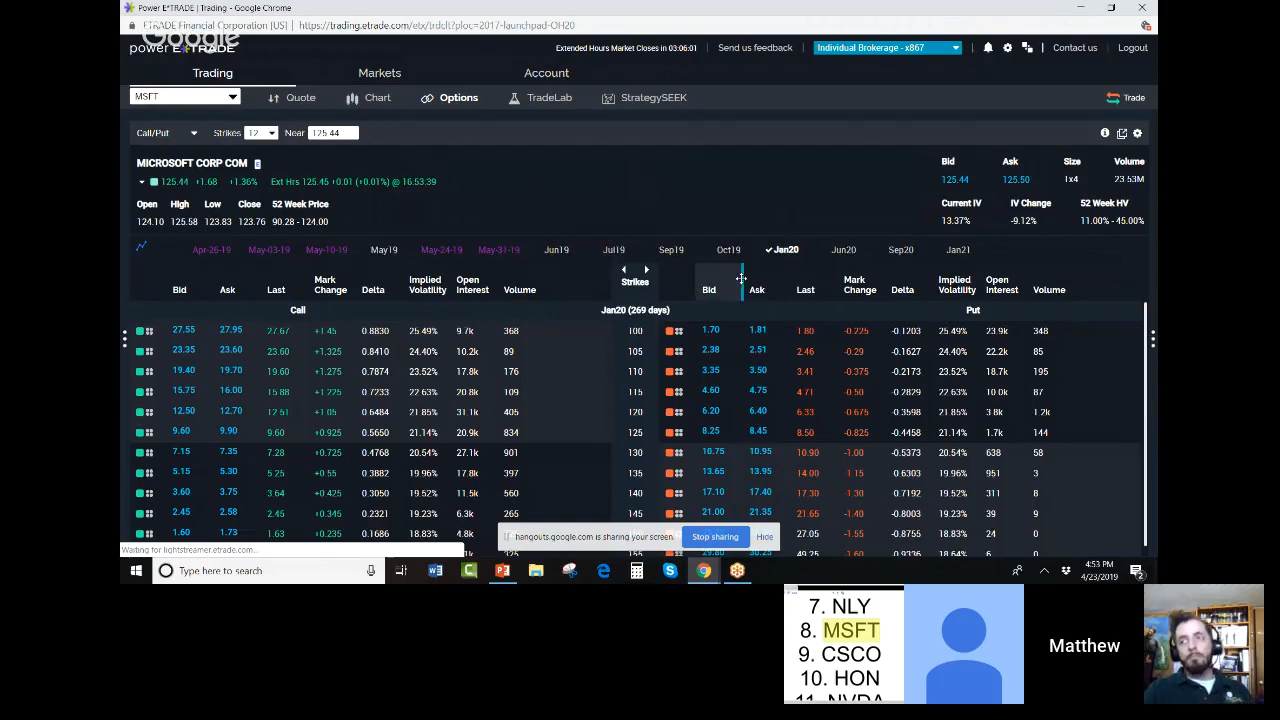 Power E*TRADE | Trading - Google Chrome
ETRADE Financial Corporation [US] | https://trading.etrade.com/etx/trdclt?ploc=2017-launchpad-OH20
Google
power E*TRADE Extended Hours Market Closes in 03:06:01 Send us feedback Individual Brokerage - x867 Contact us Logout
Trading Markets Account
MSFT Quote Chart Options TradeLab StrategySEEK Trade
Call/Put Strikes 12 Near 125.44
MICROSOFT CORP COM E Bid Ask Size Volume
125.44 +1.68 +1.36% Ext Hrs 125.45 +0.01 (+0.01%) @ 16.53.39 125.44 125.50 1x4 23.53M
Open High Low Close 52 Week Price Current IV IV Change 52 Week HV
124.10 125.58 123.83 123.76 90.28 - 124.00 13.37% -9.12% 11.00% - 45.00%
Apr-26-19 May-03-19 May-10-19 May19 May-24-19 May-31-19 Jun19 Jul19 Sep19 Oct19 Jan20 Jun20 Sep20 Jan21
Bid Ask Last Mark Change Delta Implied Volatility Open Interest Volume Strikes Bid Ask Last Mark Change Delta Implied Volatility Open Interest Volume
Call Jan20 (269 days) Put
27.55 27.95 27.67 +1.45 0.8830 25.49% 9.7k 368 100 1.70 1.81 1.80 -0.225 -0.1203 25.49% 23.9k 348
23.35 23.60 23.60 +1.325 0.8410 24.40% 10.2k 89 105 2.38 2.51 2.46 -0.29 -0.1627 24.40% 22.2k 85
19.40 19.70 19.60 +1.275 0.7874 23.52% 17.8k 176 110 3.35 3.50 3.41 -0.375 -0.2173 23.52% 18.7k 195
15.75 16.00 15.88 +1.225 0.7234 22.63% 20.8k 109 115 4.60 4.75 4.71 -0.50 -0.2829 22.63% 10.0k 87
12.50 12.70 12.51 +1.05 0.6484 21.85% 31.1k 405 120 6.20 6.40 6.33 -0.675 -0.3598 21.85% 3.8k 1.2k
9.60 9.90 9.60 +0.925 0.5650 21.14% 20.9k 834 125 8.25 8.45 8.50 -0.825 -0.4458 21.14% 1.7k 144
7.15 7.35 7.28 +0.725 0.4768 20.54% 27.1k 901 130 10.75 10.95 10.90 -1.00 -0.5373 20.54% 638 58
5.15 5.30 5.25 +0.55 0.3882 19.96% 17.8k 397 135 13.65 13.95 14.00 -1.15 -0.6303 19.96% 951 3
3.60 3.75 3.64 +0.425 0.3050 19.52% 11.5k 560 140 17.10 17.40 17.30 -1.30 -0.7192 19.52% 311 8
2.45 2.58 2.45 +0.345 0.2321 19.23% 6.3k 265 145 21.00 21.35 21.65 -1.40 -0.8003 19.23% 39 9
1.60 1.73 1.63 +0.235 0.1686 18.83% 4.8k 27.05 -1.55 -0.8755 18.83% 24 0
hangouts.google.com is sharing your screen. Stop sharing Hide
Waiting for lightstreamer.etrade.com...
49.25 -1.60 18.64% 6 0
Type here to search 4:53 PM
4/23/2019 2
7. NLY
8. MSFT
9. CSCO
10. HON
11. NVDA
Matthew